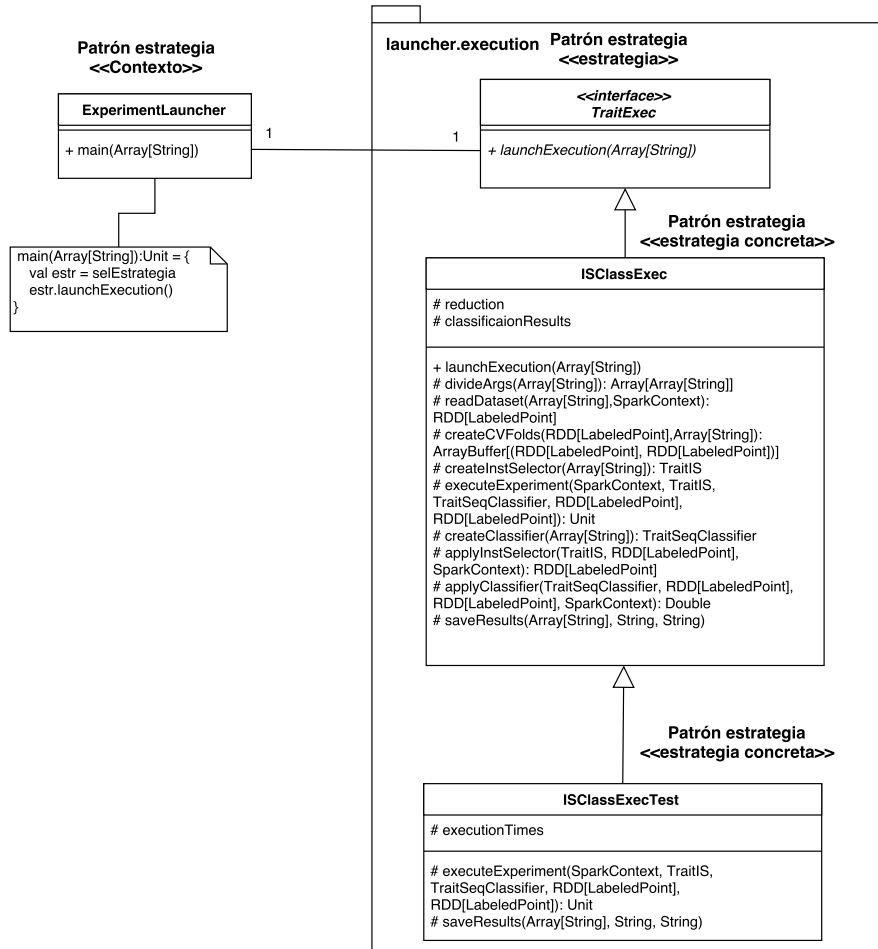 Patrón estrategia
<<Contexto>>
ExperimentLauncher
+ main(Array[String])
1
1
main(Array[String]):Unit = {
val estr = selEstrategia
estr.launchExecution()
}
launcher.execution
Patrón estrategia
<<estrategia>>
<<interface>>
TraitExec
+ launchExecution(Array[String])
Patrón estrategia
<<estrategia concreta>>
ISClassExec
# reduction
# classificaionResults
+ launchExecution(Array[String])
# divideArgs(Array[String]): Array[Array[String]]
# readDataset(Array[String],SparkContext):
RDD[LabeledPoint]
# createCVFolds(RDD[LabeledPoint],Array[String]):
ArrayBuffer[(RDD[LabeledPoint], RDD[LabeledPoint])]
# createInstSelector(Array[String]): TraitIS
# executeExperiment(SparkContext, TraitIS,
TraitSeqClassifier, RDD[LabeledPoint],
RDD[LabeledPoint]): Unit
# createClassifier(Array[String]): TraitSeqClassifier
# applyInstSelector(TraitIS, RDD[LabeledPoint],
SparkContext): RDD[LabeledPoint]
# applyClassifier(TraitSeqClassifier, RDD[LabeledPoint],
RDD[LabeledPoint], SparkContext): Double
# saveResults(Array[String], String, String)
Patrón estrategia
<<estrategia concreta>>
ISClassExecTest
# executionTimes
# executeExperiment(SparkContext, TraitIS,
TraitSeqClassifier, RDD[LabeledPoint],
RDD[LabeledPoint]): Unit
# saveResults(Array[String], String, String)